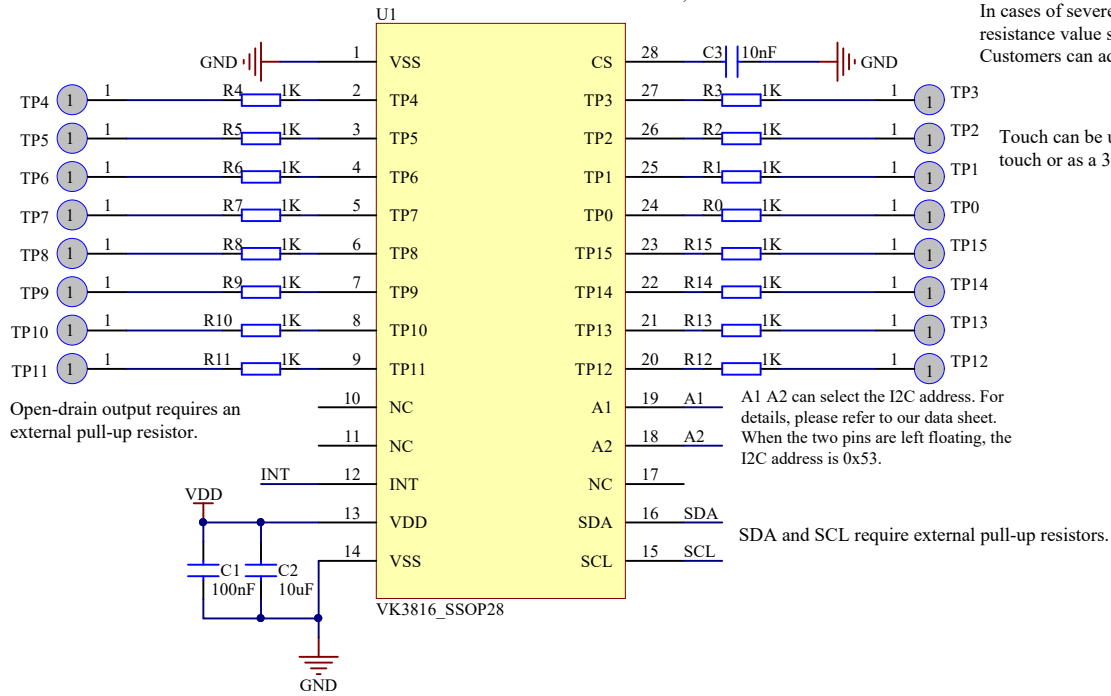 U1
In cases of severe
resistance value s
Customers can ad
GND 1 VSS CS 28 C3 10nF GND
TP4 1 1 R4 1K 2 TP4 TP3 27 R3 1K 1 1 TP3
TP5 1 1 R5 1K 3 TP5 TP2 26 R2 1K 1 1 TP2
Touch can be u
touch or as a 3
TP6 1 1 R6 1K 4 TP6 TP1 25 R1 1K 1 1 TP1
TP7 1 1 R7 1K 5 TP7 TP0 24 R0 1K 1 1 TP0
TP8 1 1 R8 1K 6 TP8 TP15 23 R15 1K 1 1 TP15
TP9 1 1 R9 1K 7 TP9 TP14 22 R14 1K 1 1 TP14
TP10 1 1 R10 1K 8 TP10 TP13 21 R13 1K 1 1 TP13
TP11 1 1 R11 1K 9 TP11 TP12 20 R12 1K 1 1 TP12
Open-drain output requires an
external pull-up resistor.
10 NC A1 19 A1
11 NC A2 18 A2
A1 A2 can select the I2C address. For
details, please refer to our data sheet.
When the two pins are left floating, the
I2C address is 0x53.
INT 12 INT NC 17
VDD 13 VDD SDA 16 SDA
14 VSS SCL 15 SCL
SDA and SCL require external pull-up resistors.
C1 C2
100nF 10uF
VK3816_SSOP28
GND